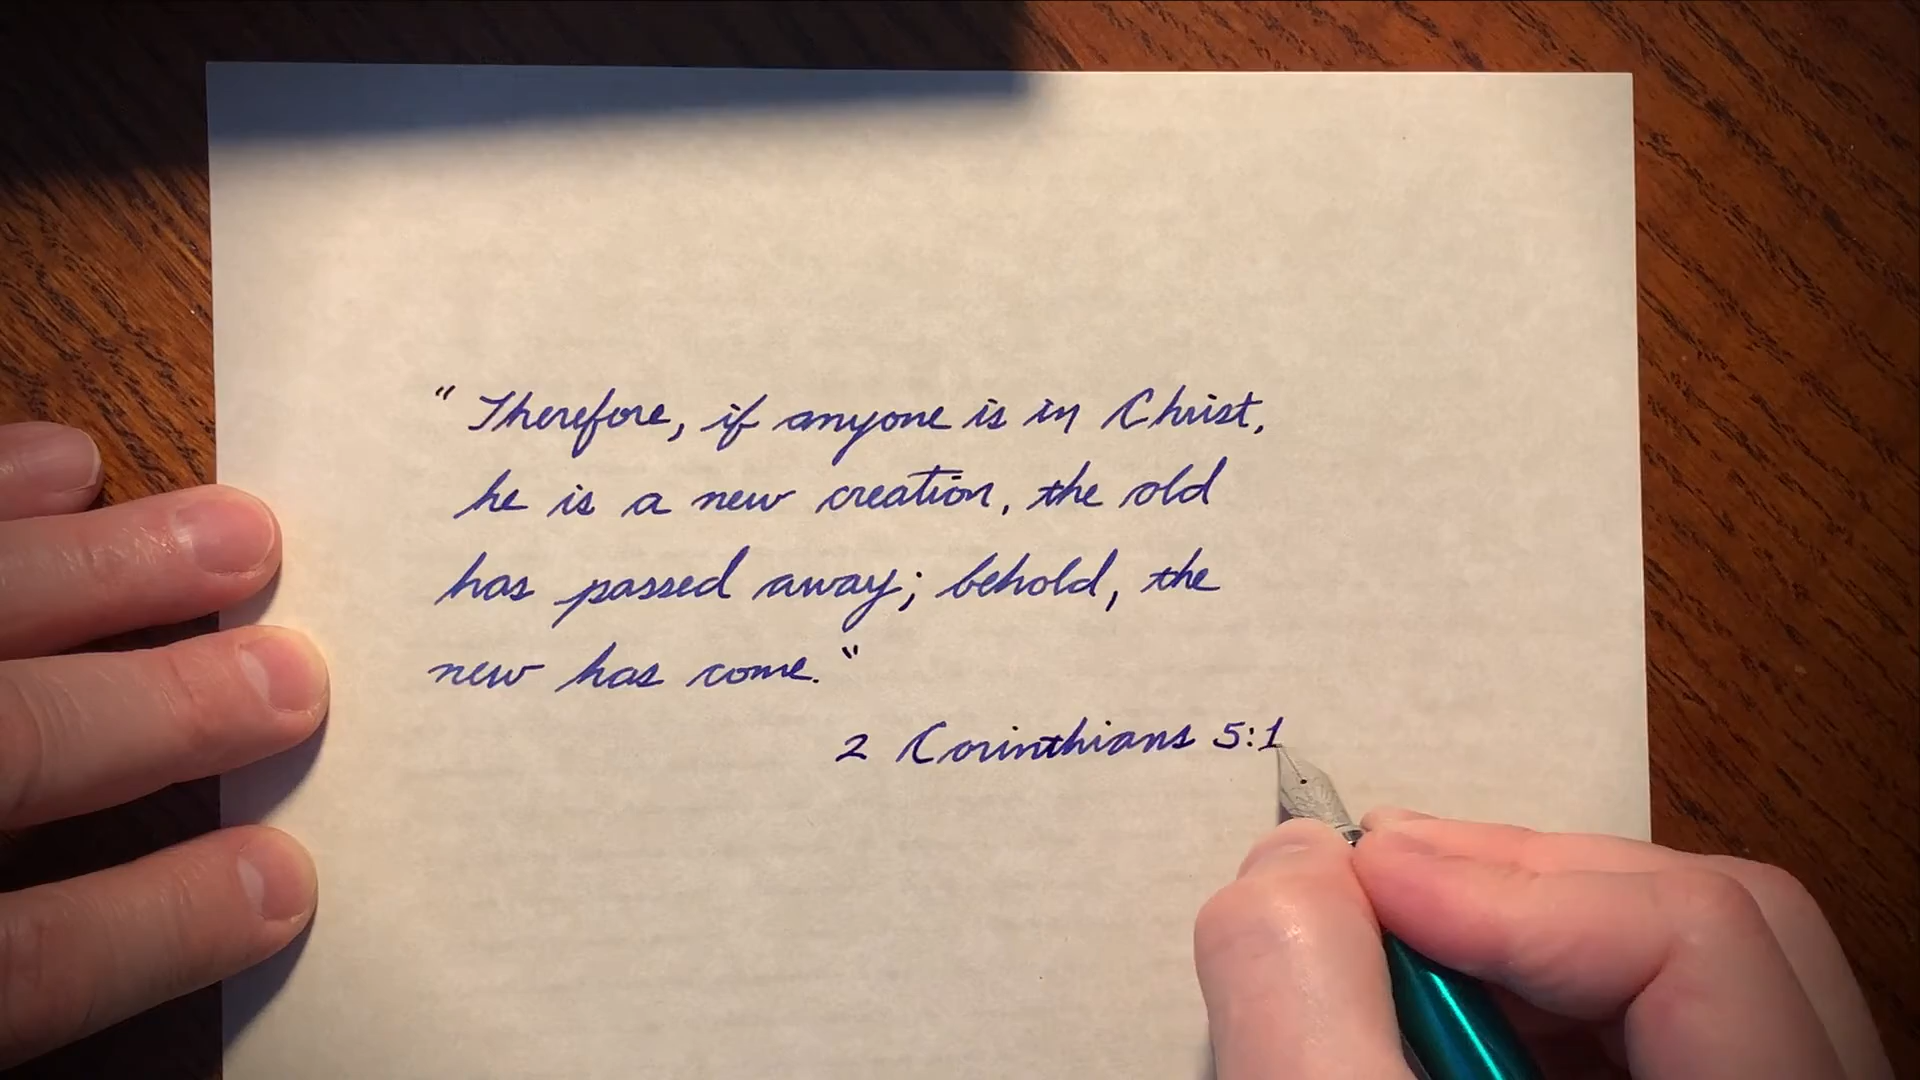 "Therefore, if anyone is in Christ,
he is a new creation, the old
has passed away; behold, the
new has come."
2 Corinthians 5:1